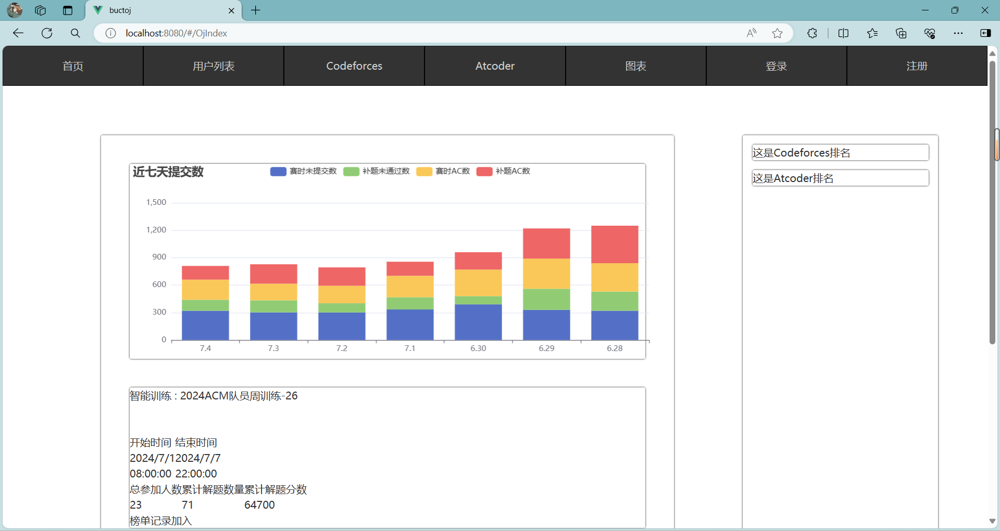 buctoj
localhost:8080/#/OjIndex
首页 用户列表 Codeforces Atcoder 图表 登录 注册
近七天提交数 赛时未提交数 补题未通过数 赛时AC数 补题AC数
1,500
1,200
900
600
300
0
7.4 7.3 7.2 7.1 6.30 6.29 6.28
智能训练 : 2024ACM队员周训练-26
开始时间 结束时间
2024/7/12024/7/7
08:00:00 22:00:00
总参加人数累计解题数量累计解题分数
23 71 64700
榜单记录加入
这是Codeforces排名
这是Atcoder排名